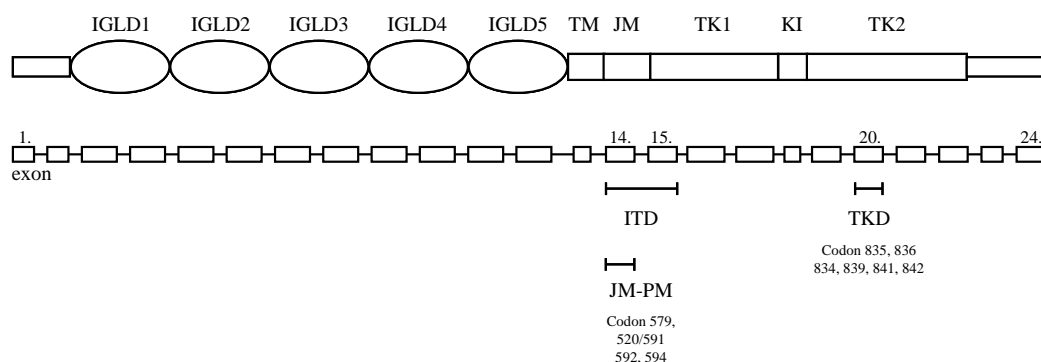 IGLD1 IGLD2 IGLD3 IGLD4 IGLD5 TM JM TK1 KI TK2
1. 14. 15. 20. 24.
exon
ITD TKD
Codon 835, 836
834, 839, 841, 842
JM-PM
Codon 579,
520/591
592, 594